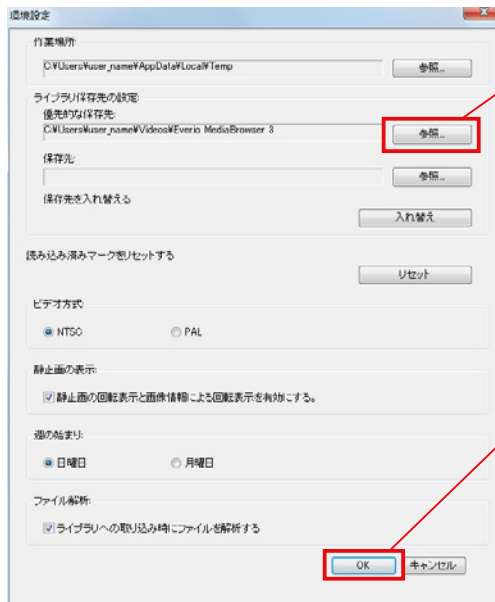 環境設定
作業場所:
C:¥Users¥user_name¥AppData¥Local¥Temp
参照...
ライブラリ保存先の設定:
優先的な保存先:
C:¥Users¥user_name¥Videos¥Everio MediaBrowser 3
参照...
保存先:
参照...
保存先を入れ替える
入れ替え
読み込み済みマークをリセットする
リセット
ビデオ方式:
NTSC
PAL
静止画の表示:
静止画の回転表示と画像情報による回転表示を有効にする。
週の始まり:
日曜日
月曜日
ファイル解析:
ライブラリへの取り込み時にファイルを解析する
OK
キャンセル